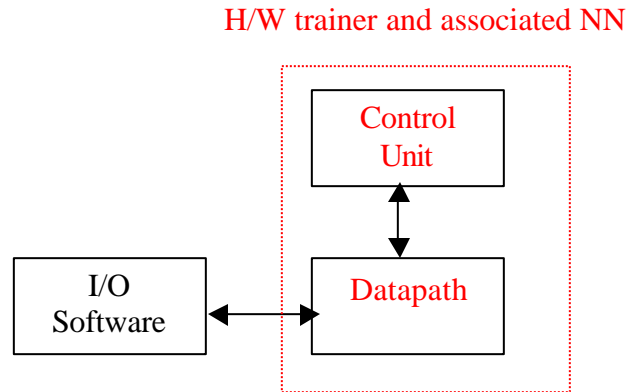 H/W trainer and associated NN
Control
Unit
I/O
Software
Datapath